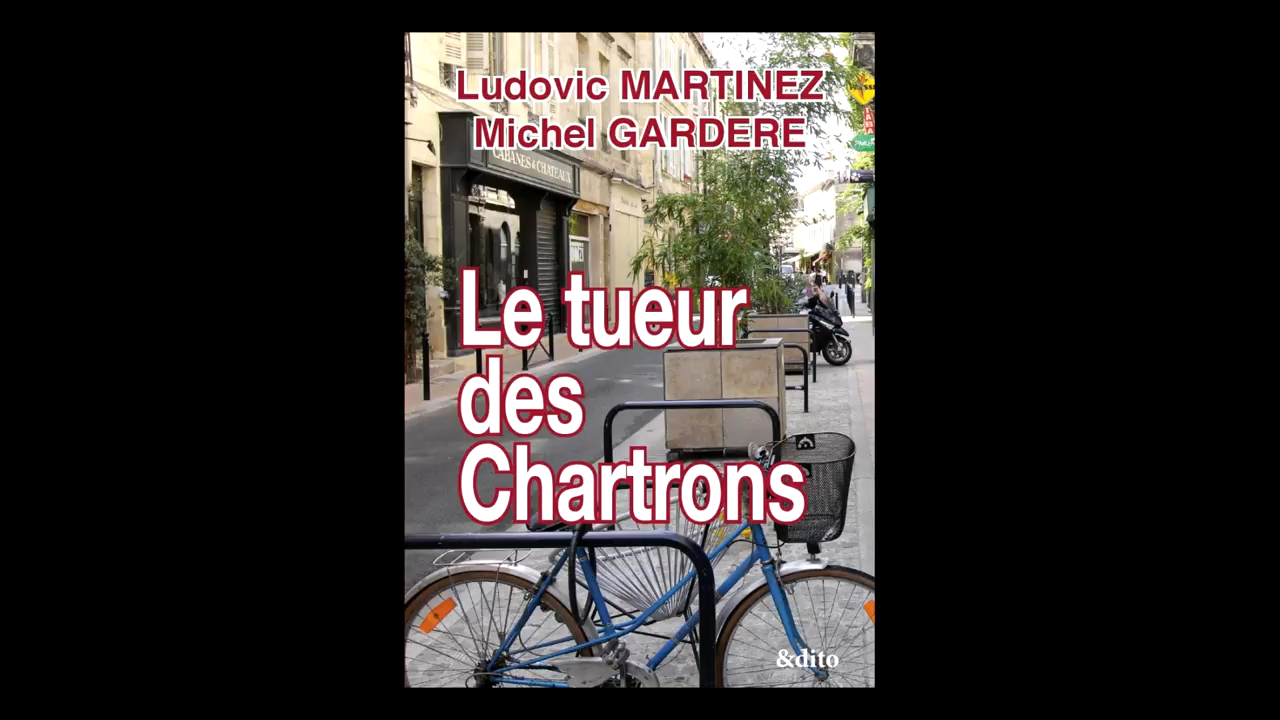 Ludovic MARTINEZ
Michel GARDERE
CABANES & CHATEAUX
Le tueur
des
Chartrons
&dito